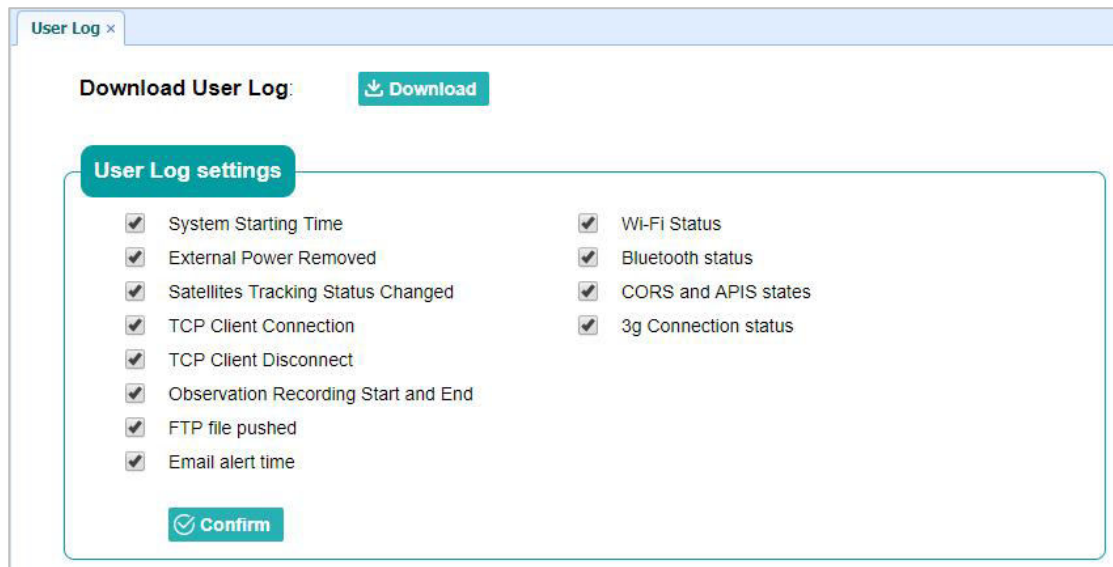 User Log ×
Download User Log:
Download
User Log settings
System Starting Time
External Power Removed
Satellites Tracking Status Changed
TCP Client Connection
TCP Client Disconnect
Observation Recording Start and End
FTP file pushed
Email alert time
Wi-Fi Status
Bluetooth status
CORS and APIS states
3g Connection status
Confirm